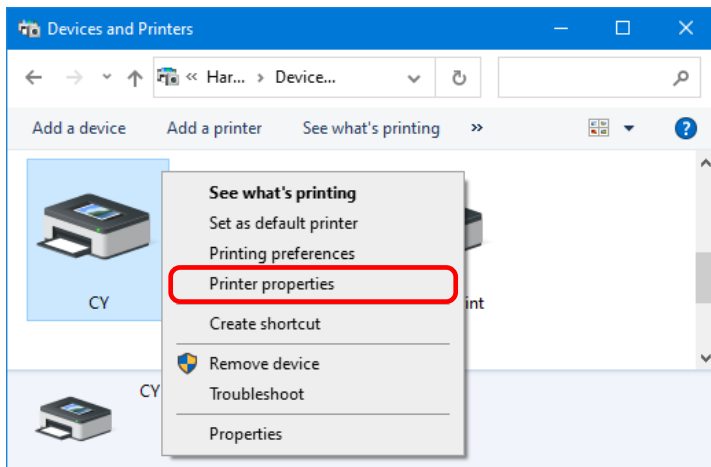 Devices and Printers
« Har... › Device...
Add a device Add a printer See what's printing »
See what's printing
Set as default printer
Printing preferences
Printer properties
CY int
Create shortcut
Remove device
CY
Troubleshoot
Properties